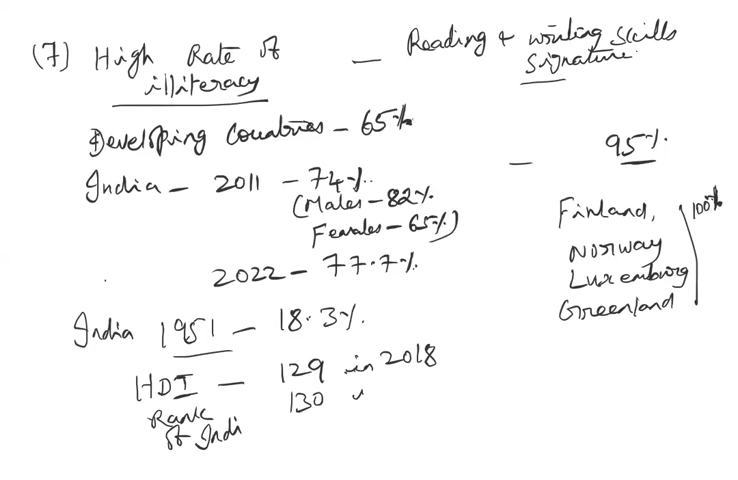 (7) High Rate of illiteracy — Reading + writing skills
Signature.
Developing Countries — 65%
India — 2011 — 74%. — 95%.
(Males — 82%.
Females — 65%)
2022 — 77.7%.
Finland,
Norway
Luxemburg
Greenland
100%
India 1951 — 18.3%.
HDI — 129 in 2018
Rank 130 "
of Indi